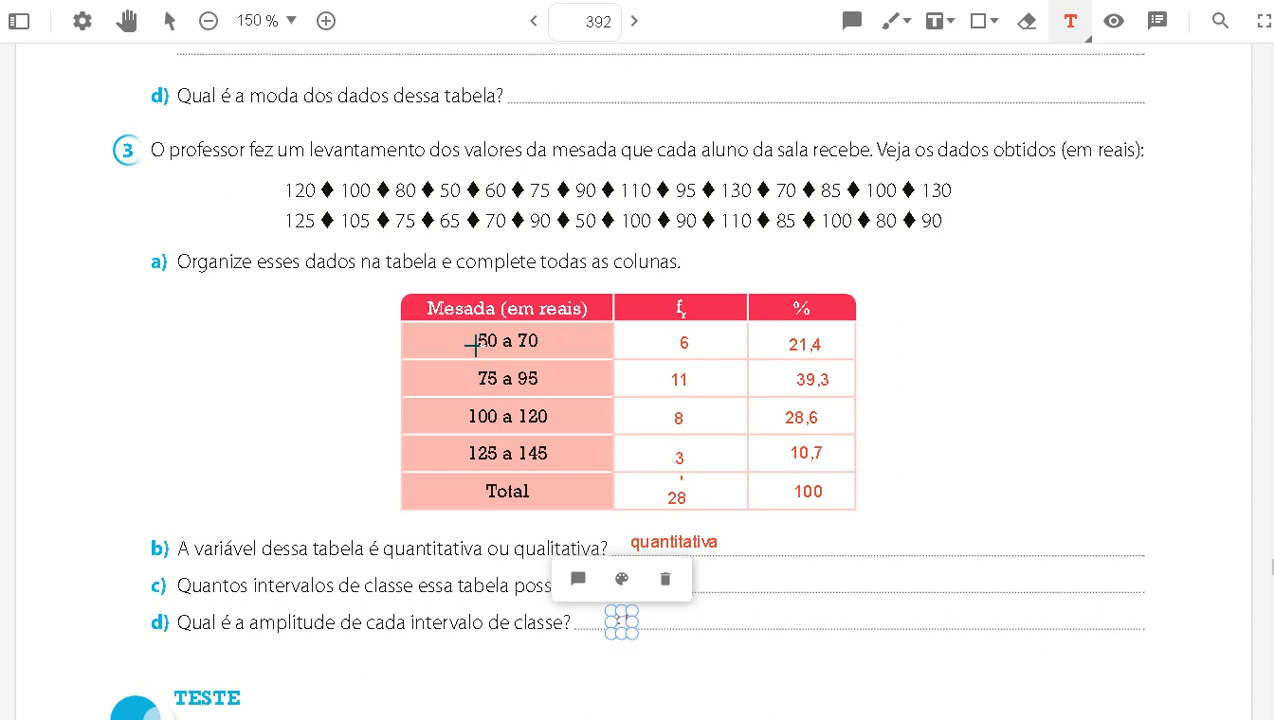 150 %
392
d) Qual é a moda dos dados dessa tabela?
3 O professor fez um levantamento dos valores da mesada que cada aluno da sala recebe. Veja os dados obtidos (em reais):
120 ♦ 100 ♦ 80 ♦ 50 ♦ 60 ♦ 75 ♦ 90 ♦ 110 ♦ 95 ♦ 130 ♦ 70 ♦ 85 ♦ 100 ♦ 130
125 ♦ 105 ♦ 75 ♦ 65 ♦ 70 ♦ 90 ♦ 50 ♦ 100 ♦ 90 ♦ 110 ♦ 85 ♦ 100 ♦ 80 ♦ 90
a) Organize esses dados na tabela e complete todas as colunas.
Mesada (em reais) fr %
50 a 70 6 21,4
75 a 95 11 39,3
100 a 120 8 28,6
125 a 145 3 10,7
Total 28 100
b) A variável dessa tabela é quantitativa ou qualitativa? quantitativa
c) Quantos intervalos de classe essa tabela poss
d) Qual é a amplitude de cada intervalo de classe?
TESTE